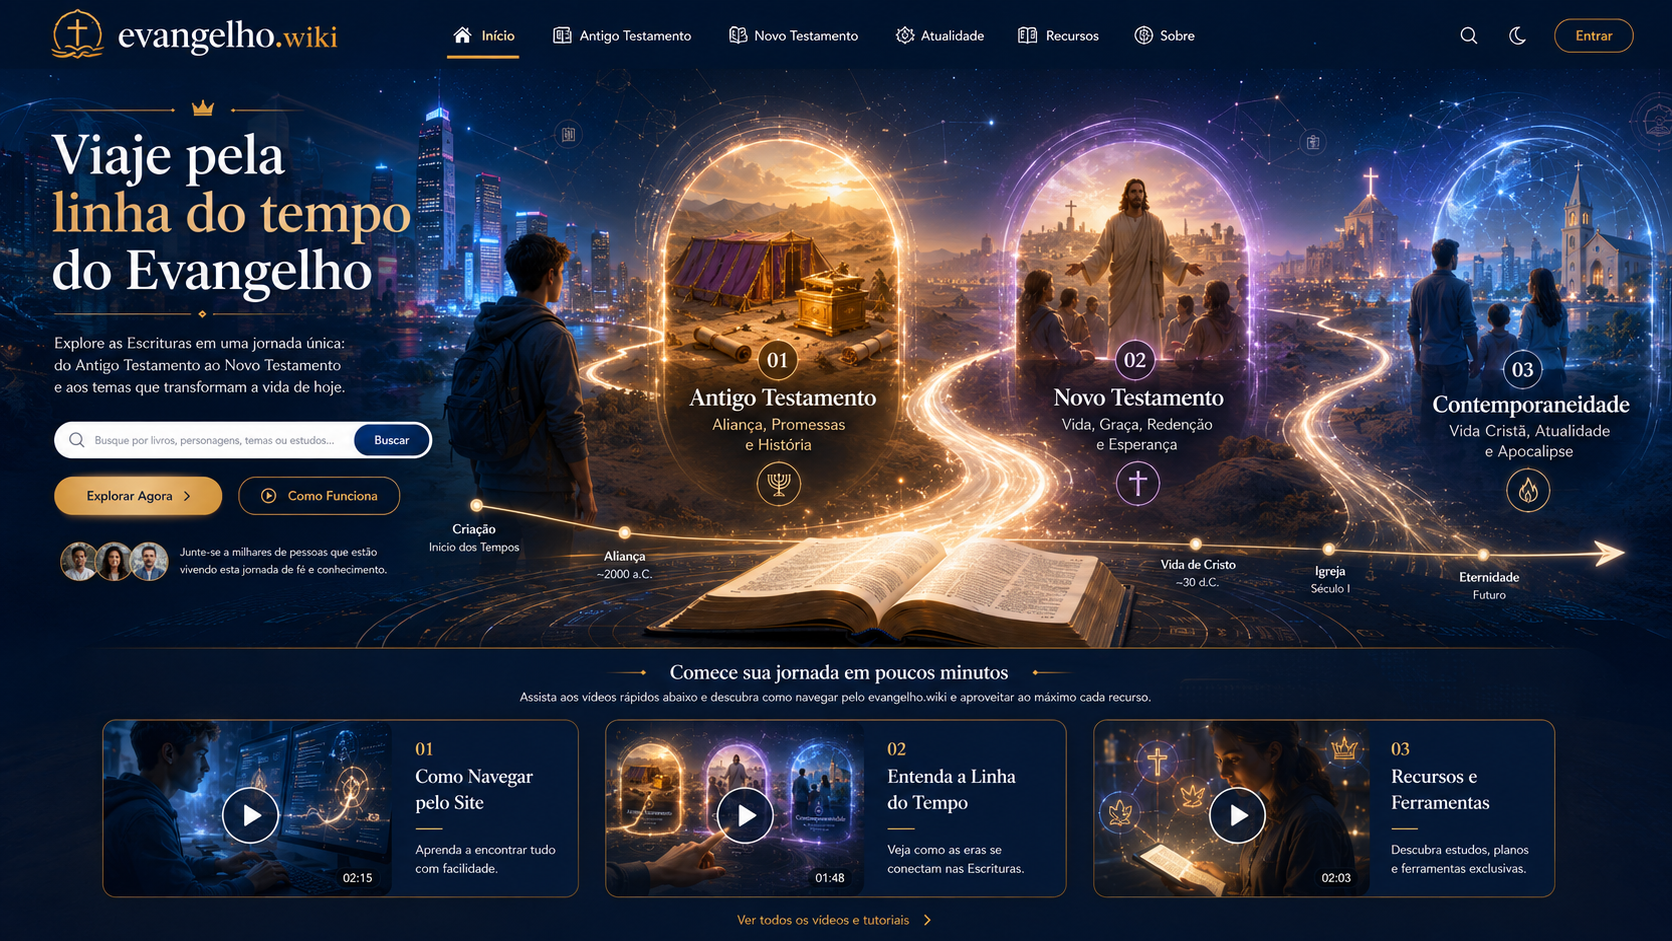 evangelho.wiki
Início
Antigo Testamento
Novo Testamento
Atualidade
Recursos
Sobre
Entrar
Viaje pela
linha do tempo
do Evangelho
Explore as Escrituras em uma jornada única:
do Antigo Testamento ao Novo Testamento
e aos temas que transformam a vida de hoje.
Busque por livros, personagens, temas ou estudos...
Buscar
Explorar Agora
Como Funciona
Junte-se a milhares de pessoas que estão
vivendo esta jornada de fé e conhecimento.
01
Antigo Testamento
Aliança, Promessas
e História
02
Novo Testamento
Vida, Graça, Redenção
e Esperança
03
Contemporaneidade
Vida Cristã, Atualidade
e Apocalipse
Criação
Inicio dos Tempos
Aliança
~2000 a.C.
Vida de Cristo
~30 d.C.
Igreja
Século I
Eternidade
Futuro
Comece sua jornada em poucos minutos
Assista aos vídeos rápidos abaixo e descubra como navegar pelo evangelho.wiki e aproveitar ao máximo cada recurso.
02:15
01
Como Navegar
pelo Site
Aprenda a encontrar tudo
com facilidade.
01:48
02
Entenda a Linha
do Tempo
Veja como as eras se
conectam nas Escrituras.
02:03
03
Recursos e
Ferramentas
Descubra estudos, planos
e ferramentas exclusivas.
Ver todos os vídeos e tutoriais